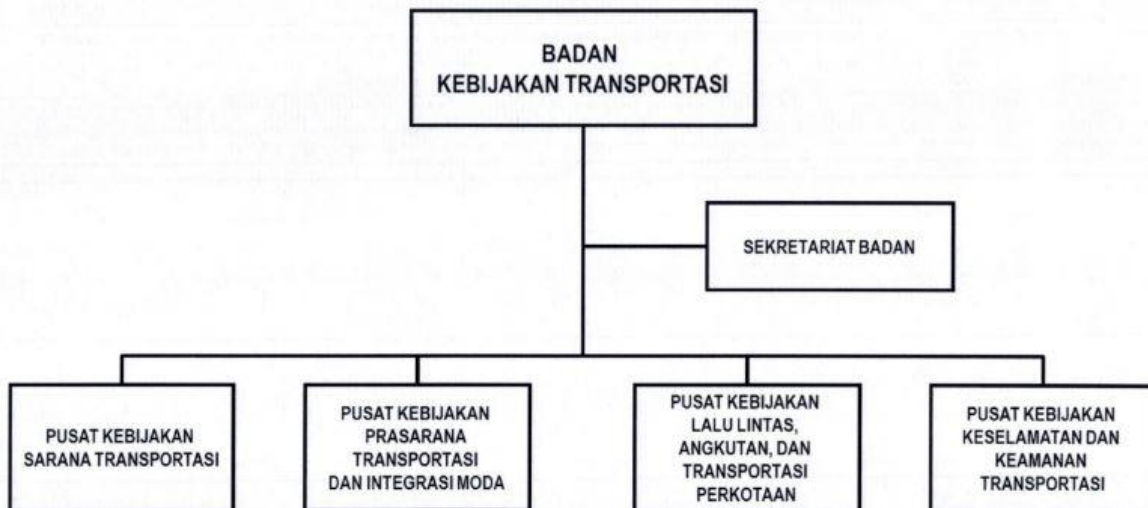 BADAN
KEBIJAKAN TRANSPORTASI
SEKRETARIAT BADAN
PUSAT KEBIJAKAN
SARANA TRANSPORTASI
PUSAT KEBIJAKAN
PRASARANA
TRANSPORTASI
DAN INTEGRASI MODA
PUSAT KEBIJAKAN
LALU LINTAS,
ANGKUTAN, DAN
TRANSPORTASI
PERKOTAAN
PUSAT KEBIJAKAN
KESELAMATAN DAN
KEAMANAN
TRANSPORTASI